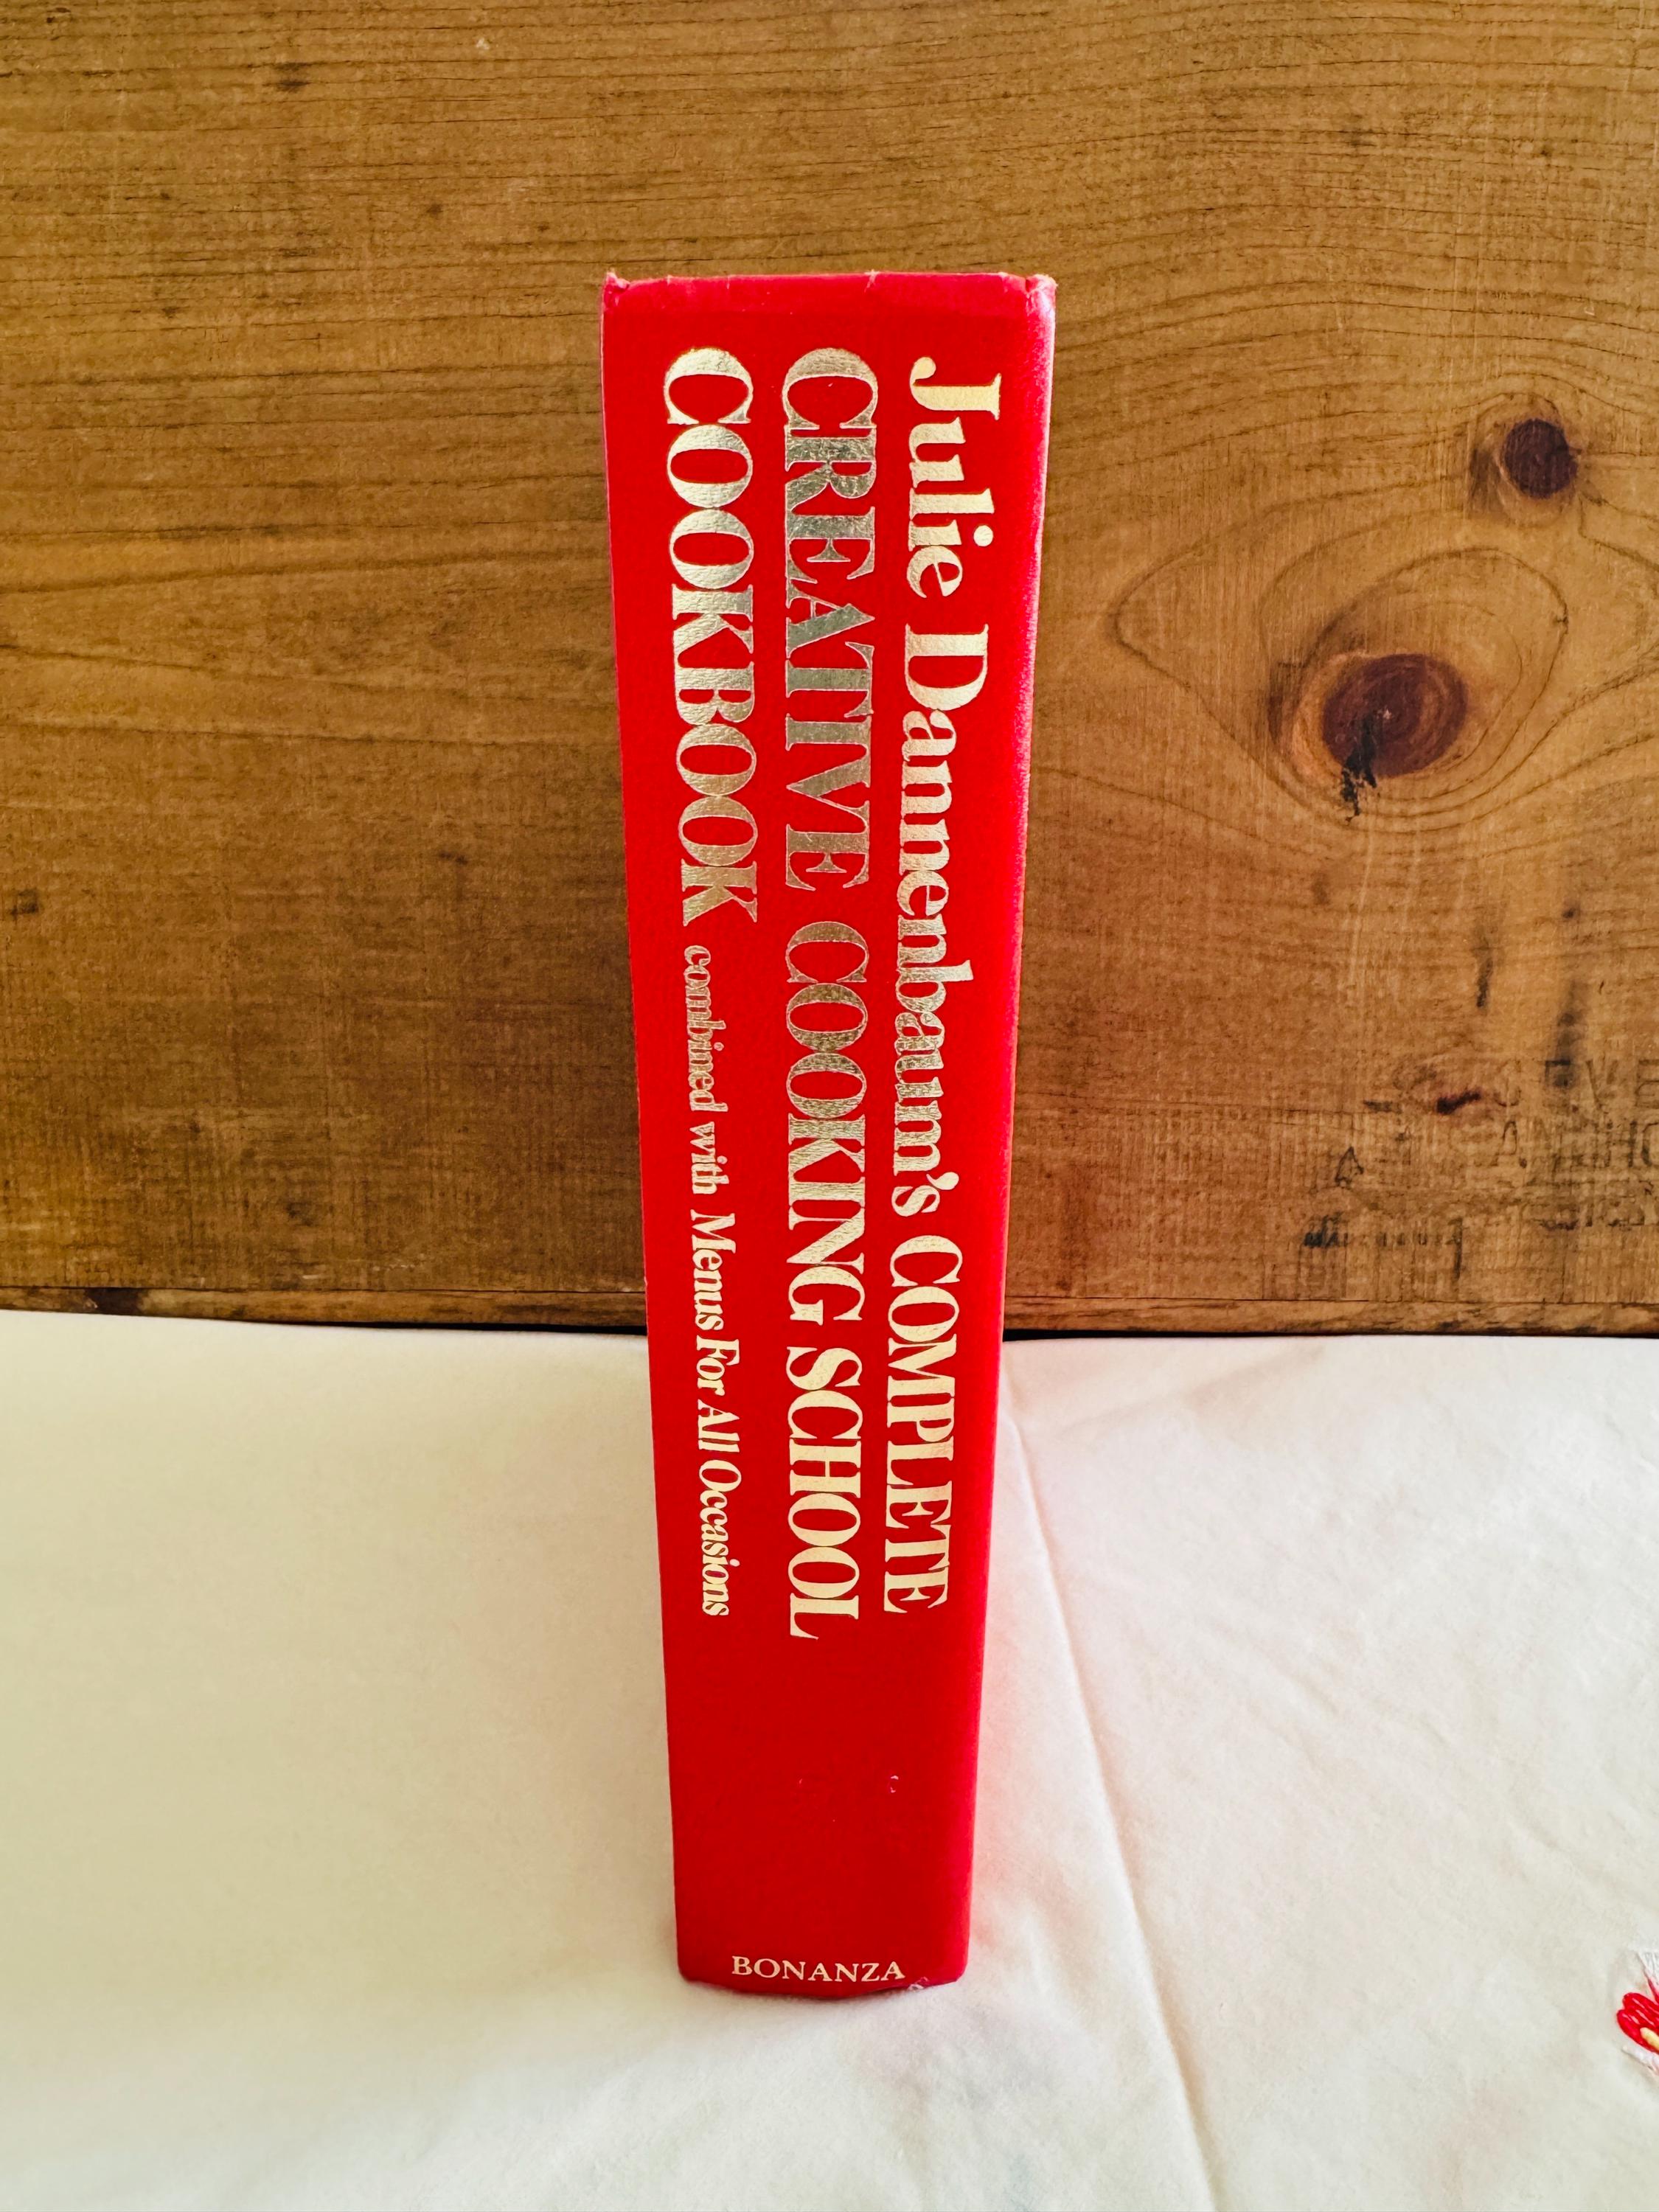 Julie Dannenbaum's COMPLETE
CREATIVE COOKING SCHOOL
COOKBOOK combined with Menus For All Occasions
BONANZA